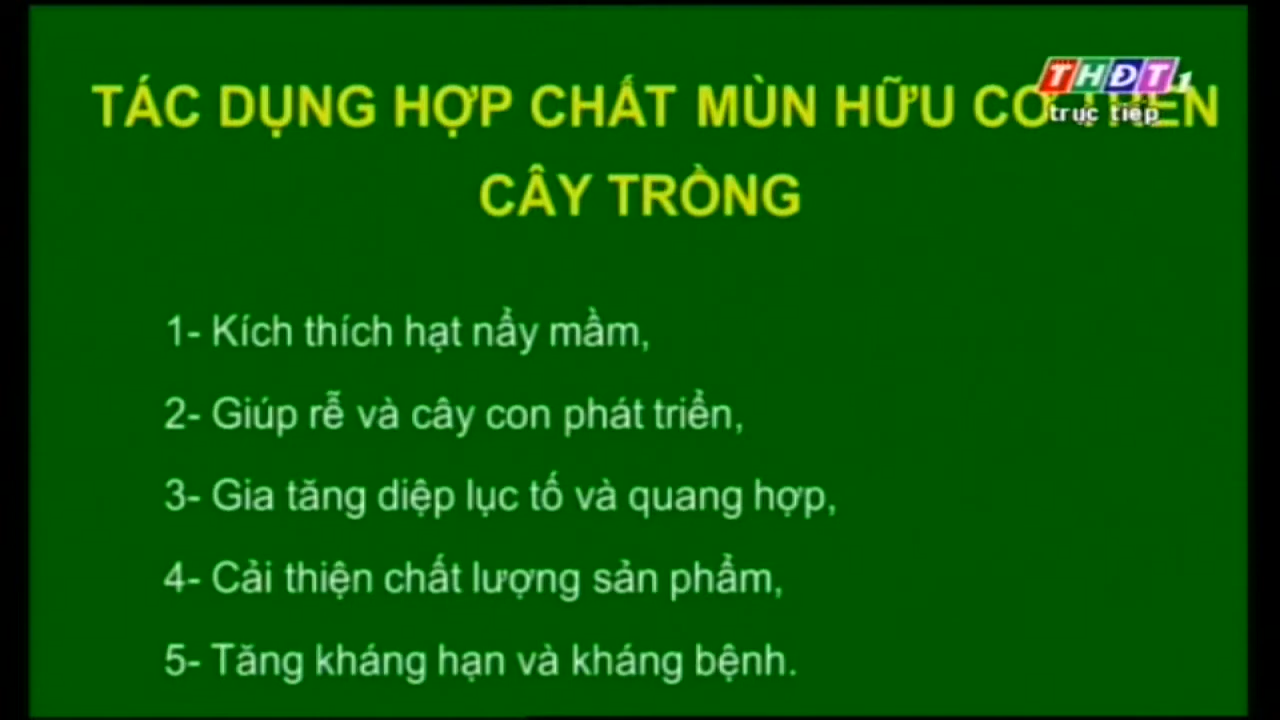 TÁC DỤNG HỢP CHẤT MÙN HỮU CƠ TRÊN
CÂY TRỒNG
THĐT1
trực tiếp
1- Kích thích hạt nẩy mầm,
2- Giúp rễ và cây con phát triển,
3- Gia tăng diệp lục tố và quang hợp,
4- Cải thiện chất lượng sản phẩm,
5- Tăng kháng hạn và kháng bệnh.